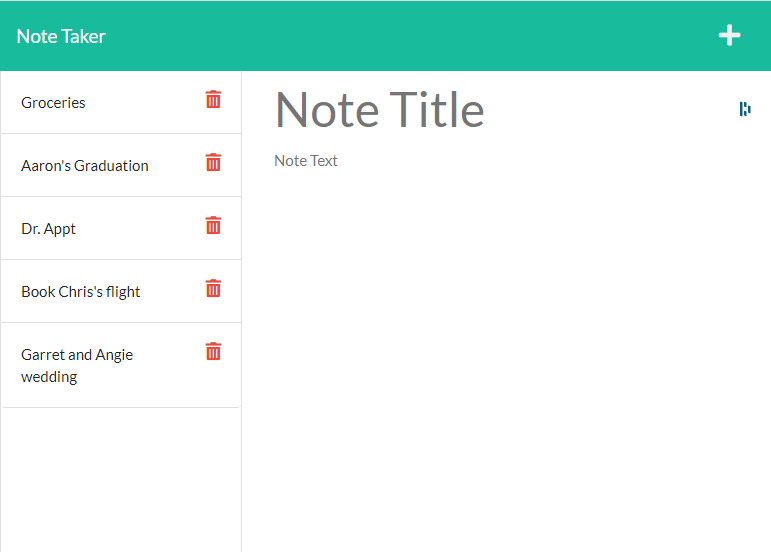 Note Taker
Groceries
Aaron's Graduation
Dr. Appt
Book Chris's flight
Garret and Angie
wedding
Note Title
Note Text